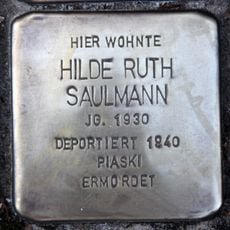 HIER WOHNTE
HILDE RUTH
SAULMANN
JG. 1930
DEPORTIERT 1940
PIASKI
ERMORDET